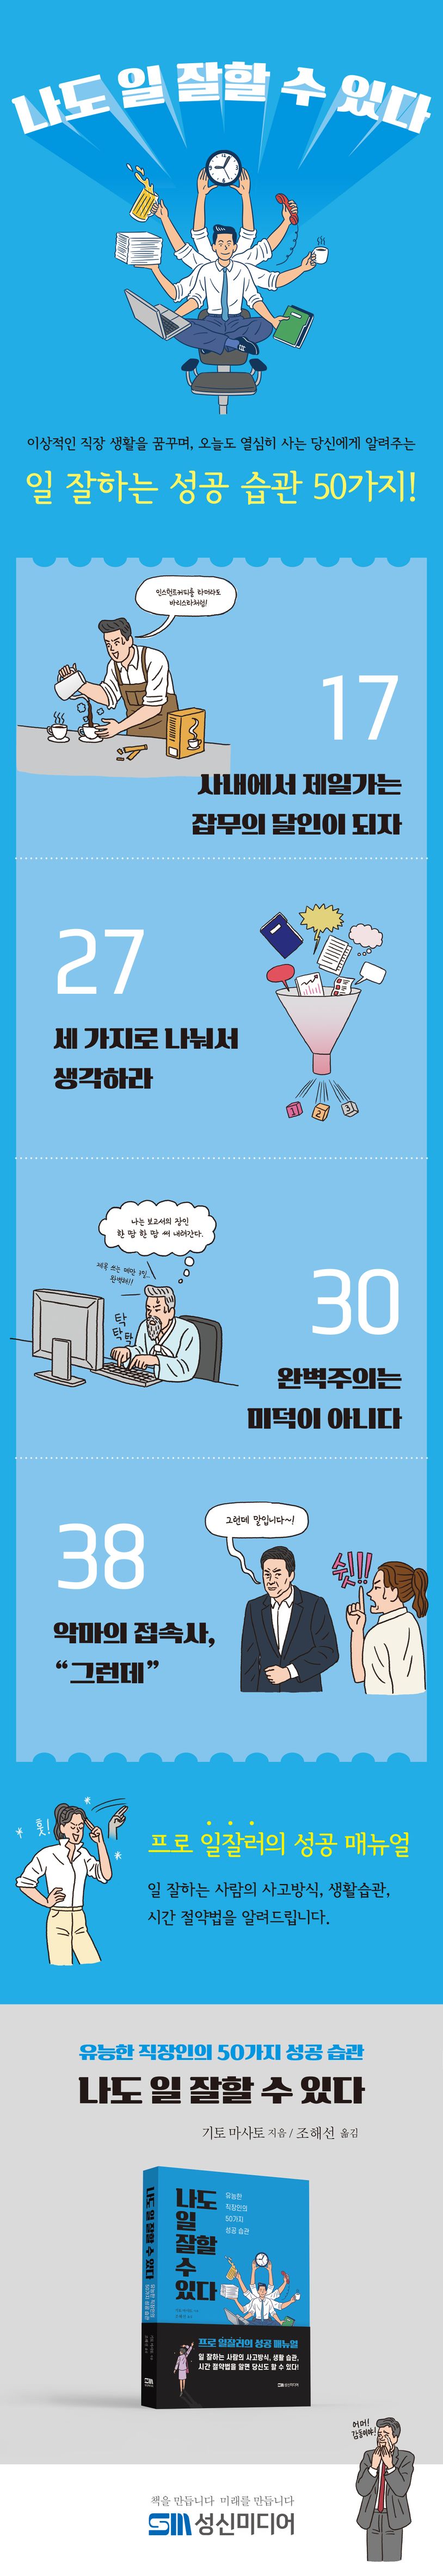 나도 일 잘할 수 있다
이상적인 직장 생활을 꿈꾸며, 오늘도 열심히 사는 당신에게 알려주는
일 잘하는 성공 습관 50가지!
인스턴트커피를 타더라도
바리스타처럼!
17
사내에서 제일가는
잡무의 달인이 되자
27
세 가지로 나눠서
생각하라
1 2 3
나는 보고서의 장인
한 땀 한 땀 써 내려간다.
제목 쓰는 데만 3일..
완벽해!!
탁
탁
탁
30
완벽주의는
미덕이 아니다
38
악마의 접속사,
“그런데”
그런데 말입니다~!
쉿!!
훗!
프로 일잘러의 성공 매뉴얼
일 잘하는 사람의 사고방식, 생활습관,
시간 절약법을 알려드립니다.
유능한 직장인의 50가지 성공 습관
나도 일 잘할 수 있다
기토 마사토 지음 / 조해선 옮김
나도 일 잘할 수 있다
나도
일
잘할
수
있다
유능한
직장인의
50가지
성공 습관
프로 일잘러의 성공 매뉴얼
일 잘하는 사람의 사고방식, 생활 습관,
시간 절약법을 알면 당신도 할 수 있다!
성신미디어
어머!
감동이야!
책을 만듭니다 미래를 만듭니다
SM 성신미디어